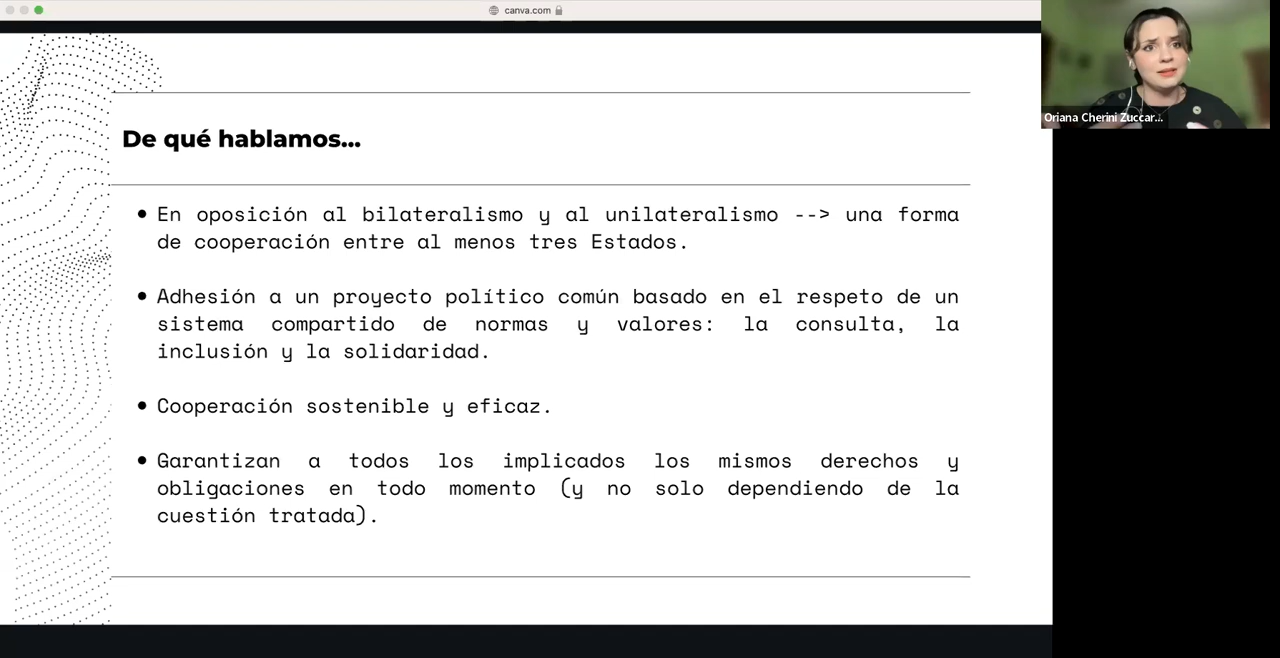 canva.com
Oriana Cherini Zuccar...
De qué hablamos...
• En oposición al bilateralismo y al unilateralismo --> una forma
de cooperación entre al menos tres Estados.
• Adhesión a un proyecto político común basado en el respeto de un
sistema compartido de normas y valores: la consulta, la
inclusión y la solidaridad.
• Cooperación sostenible y eficaz.
• Garantizan a todos los implicados los mismos derechos y
obligaciones en todo momento (y no solo dependiendo de la
cuestión tratada).